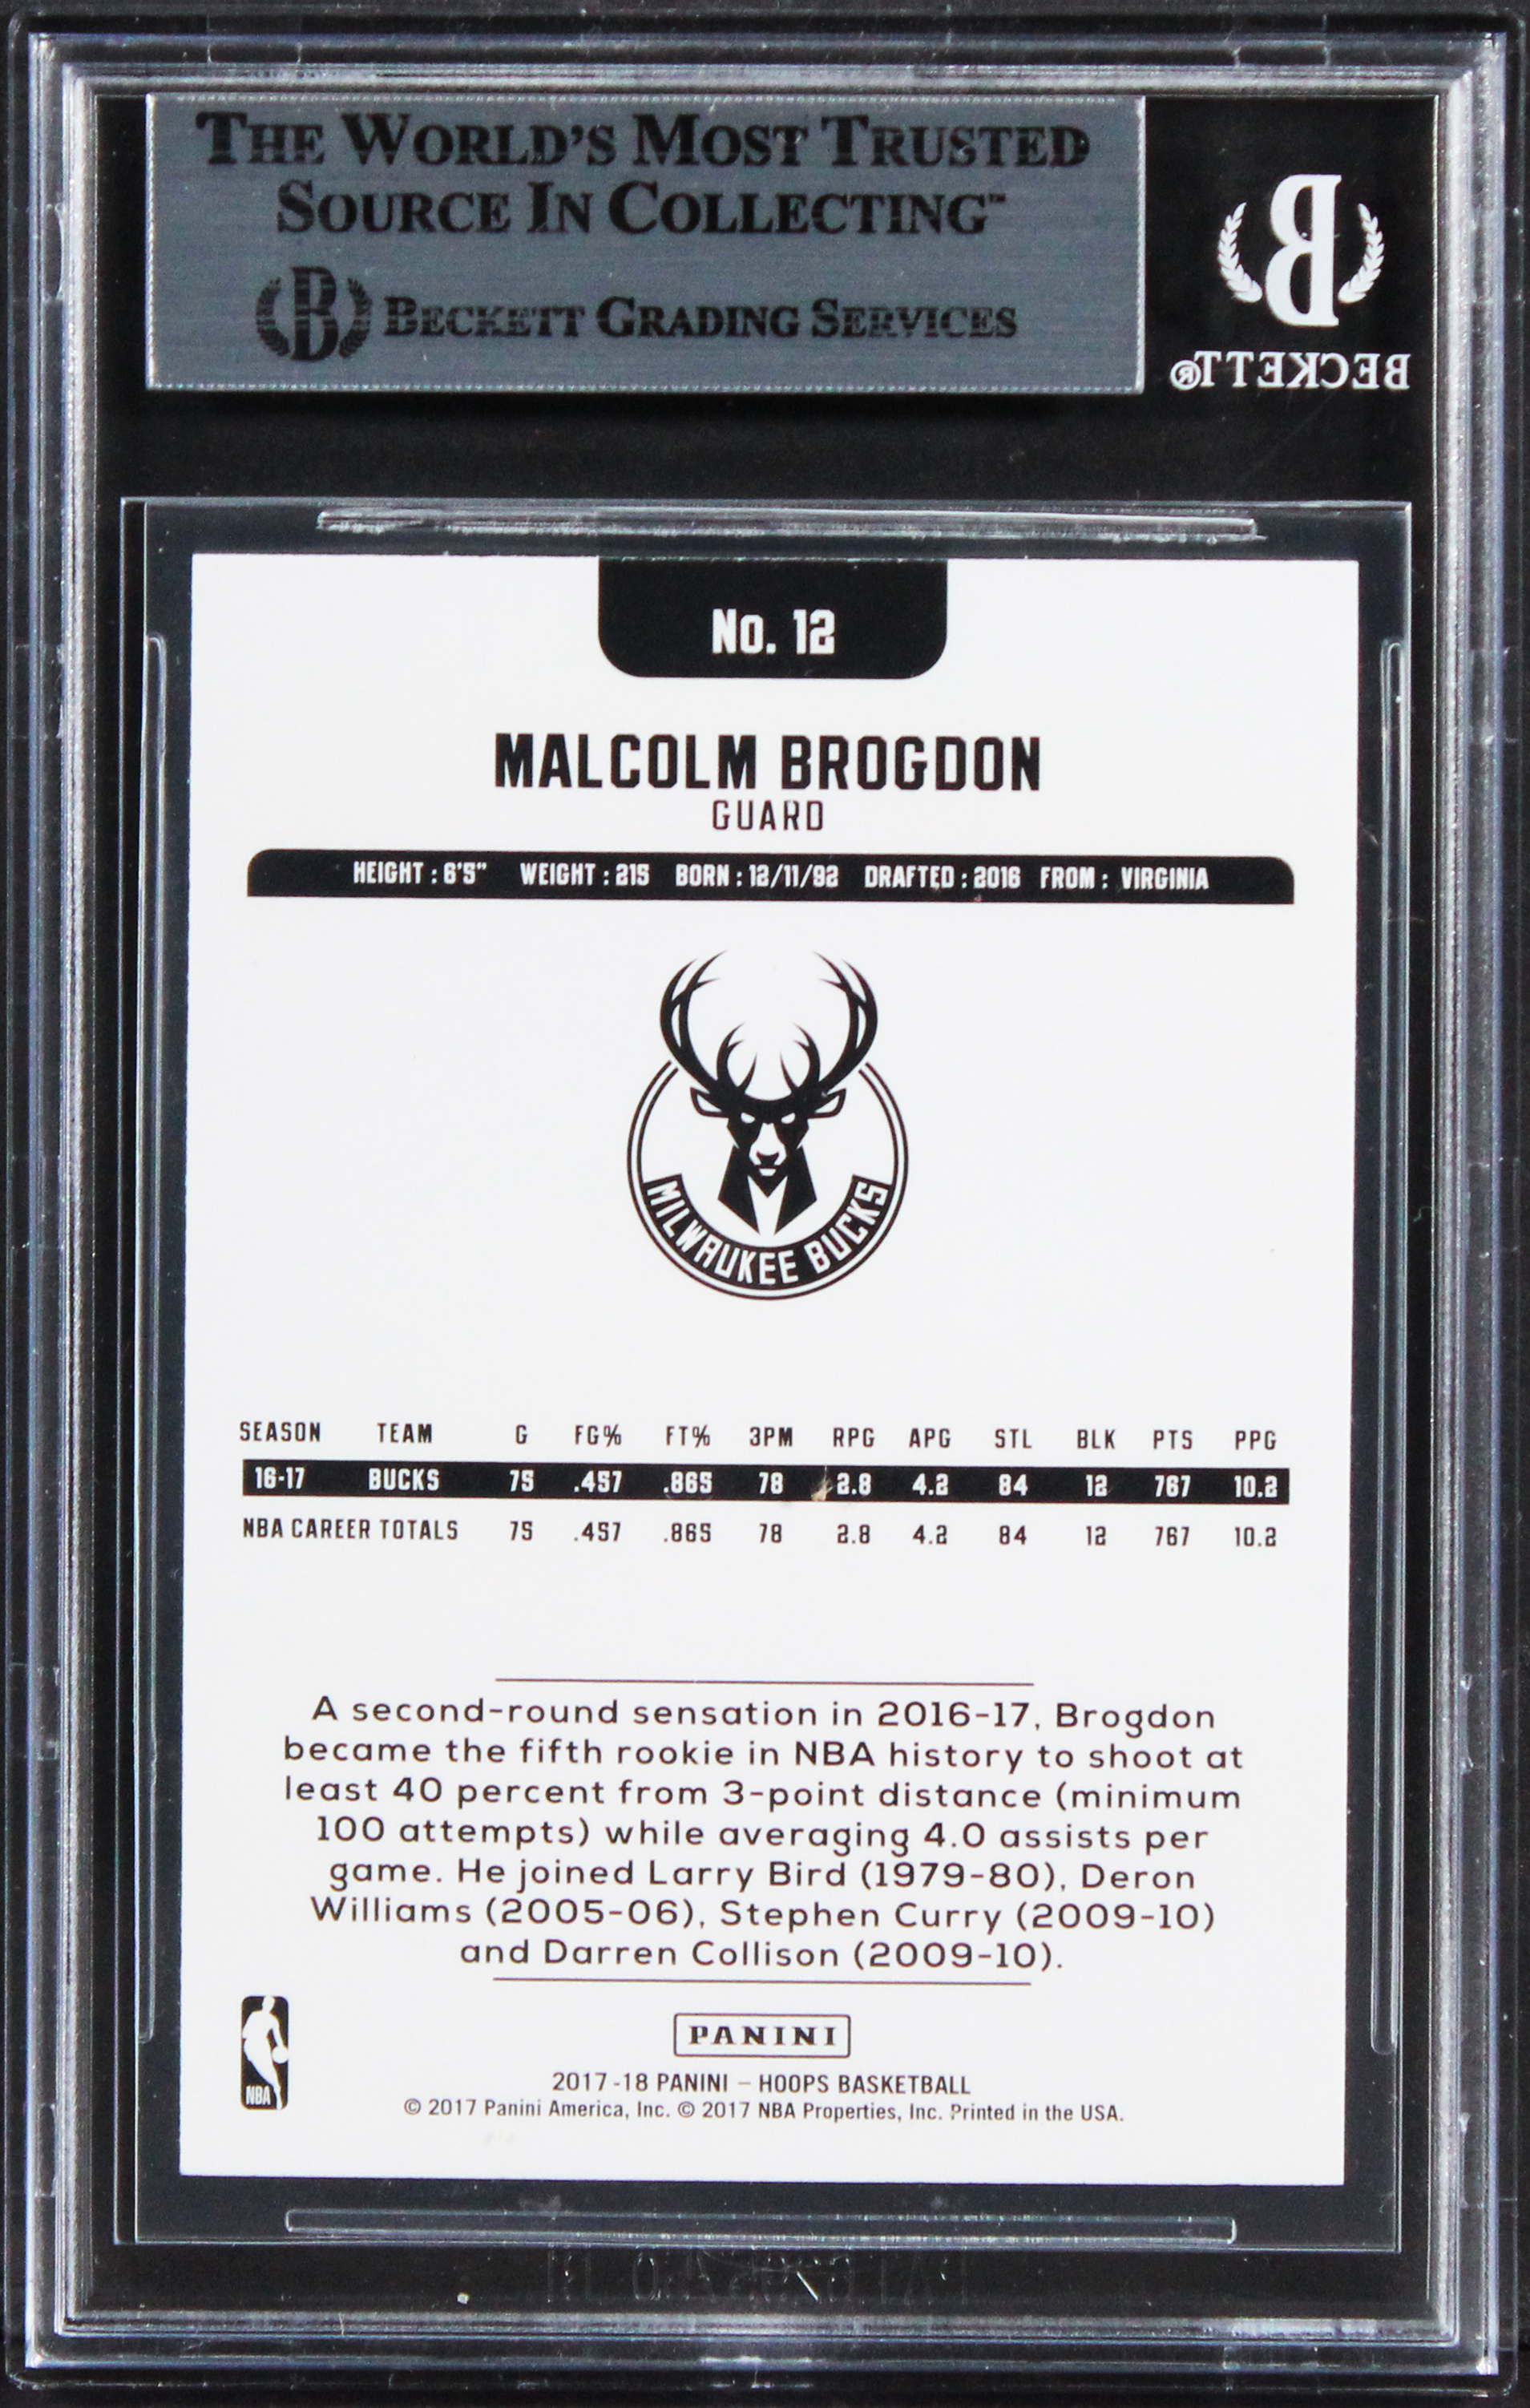 THE WORLD'S MOST TRUSTED
SOURCE IN COLLECTING™
B BECKETT GRADING SERVICES
B
BECKETT®
No. 12
MALCOLM BROGDON
GUARD
HEIGHT : 6'5" WEIGHT : 215 BORN : 12/11/92 DRAFTED : 2016 FROM : VIRGINIA
MILWAUKEE BUCKS
SEASON TEAM G FG% FT% 3PM RPG APG STL BLK PTS PPG
16-17 BUCKS 75 .457 .865 78 2.8 4.2 84 12 767 10.2
NBA CAREER TOTALS 75 .457 .865 78 2.8 4.2 84 12 767 10.2
A second-round sensation in 2016-17, Brogdon
became the fifth rookie in NBA history to shoot at
least 40 percent from 3-point distance (minimum
100 attempts) while averaging 4.0 assists per
game. He joined Larry Bird (1979-80), Deron
Williams (2005-06), Stephen Curry (2009-10)
and Darren Collison (2009-10).
NBA
PANINI
2017-18 PANINI – HOOPS BASKETBALL
© 2017 Panini America, Inc. © 2017 NBA Properties, Inc. Printed in the USA.